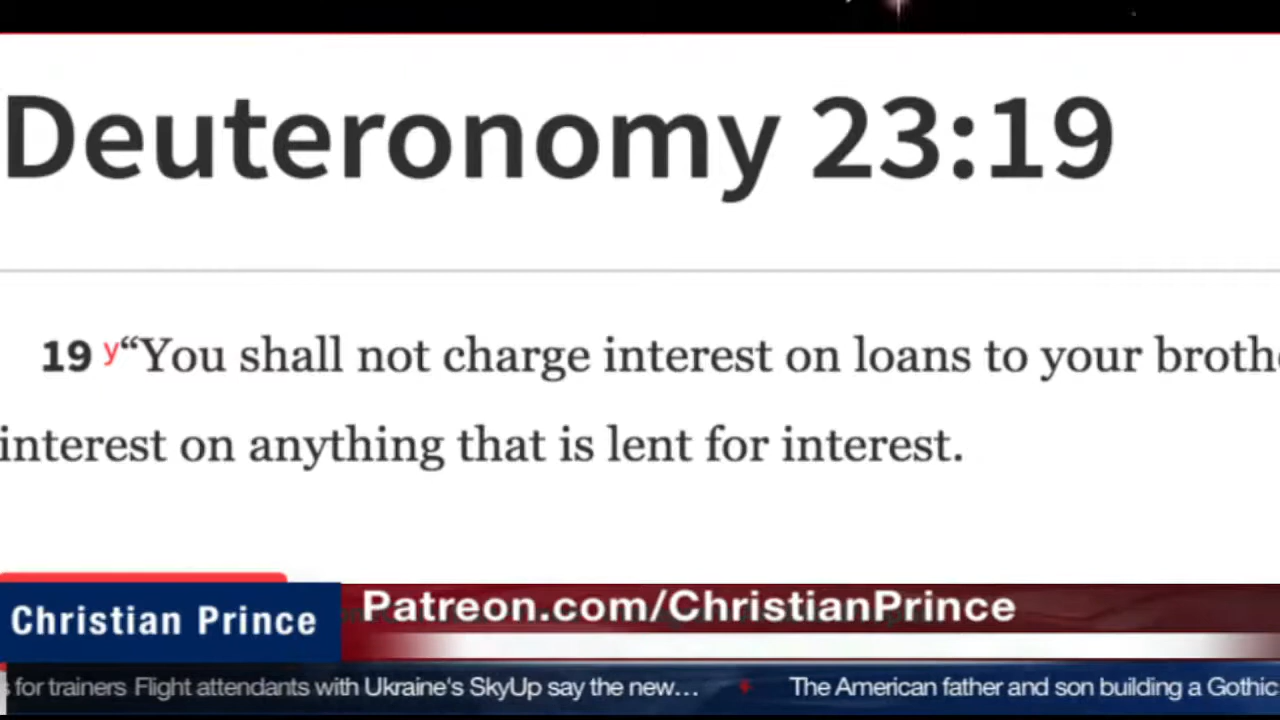 Deuteronomy 23:19
19 y“You shall not charge interest on loans to your broth
interest on anything that is lent for interest.
Christian Prince
Patreon.com/ChristianPrince
s for trainers Flight attendants with Ukraine's SkyUp say the new... The American father and son building a Gothic